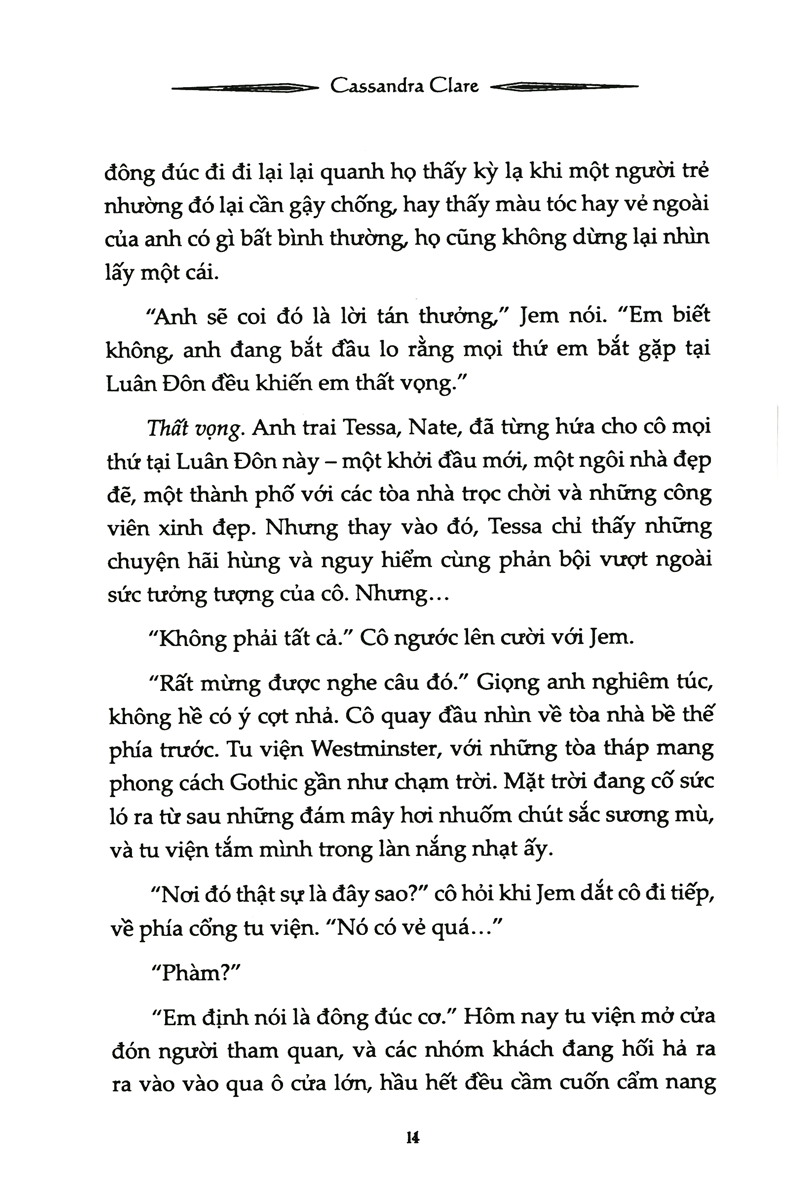 Cassandra Clare
đông đúc đi đi lại lại quanh họ thấy kỳ lạ khi một người trẻ
nhường đó lại cần gậy chống, hay thấy màu tóc hay vẻ ngoài
của anh có gì bất bình thường, họ cũng không dừng lại nhìn
lấy một cái.
"Anh sẽ coi đó là lời tán thưởng," Jem nói. "Em biết
không, anh đang bắt đầu lo rằng mọi thứ em bắt gặp tại
Luân Đôn đều khiến em thất vọng."
Thất vọng. Anh trai Tessa, Nate, đã từng hứa cho cô mọi
thứ tại Luân Đôn này – một khởi đầu mới, một ngôi nhà đẹp
đẽ, một thành phố với các tòa nhà trọc chời và những công
viên xinh đẹp. Nhưng thay vào đó, Tessa chỉ thấy những
chuyện hãi hùng và nguy hiểm cùng phản bội vượt ngoài
sức tưởng tượng của cô. Nhưng…
"Không phải tất cả." Cô ngước lên cười với Jem.
"Rất mừng được nghe câu đó." Giọng anh nghiêm túc,
không hề có ý cợt nhả. Cô quay đầu nhìn về tòa nhà bề thế
phía trước. Tu viện Westminster, với những tòa tháp mang
phong cách Gothic gần như chạm trời. Mặt trời đang cố sức
ló ra từ sau những đám mây hơi nhuốm chút sắc sương mù,
và tu viện tắm mình trong làn nắng nhạt ấy.
"Nơi đó thật sự là đây sao?" cô hỏi khi Jem dắt cô đi tiếp,
về phía cổng tu viện. "Nó có vẻ quá…"
"Phàm?"
"Em định nói là đông đúc cơ." Hôm nay tu viện mở cửa
đón người tham quan, và các nhóm khách đang hối hả ra
ra vào vào qua ô cửa lớn, hầu hết đều cầm cuốn cẩm nang
14